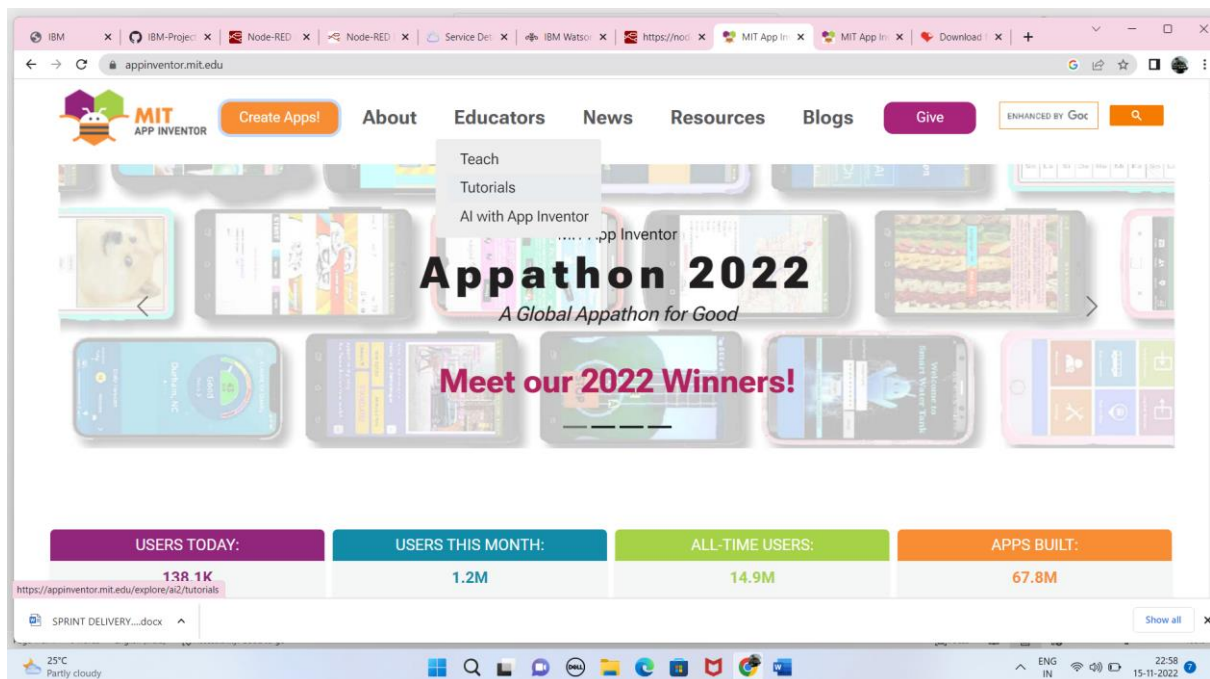 IBM
IBM-Project
Node-RED
Node-RED
Service Det
IBM Watson
https://nod
MIT App In
MIT App In
Download
appinventor.mit.edu
MIT
APP INVENTOR
Create Apps!
About
Educators
News
Resources
Blogs
Give
ENHANCED BY Goo
Teach
Tutorials
AI with App Inventor
pp Inventor
Appathon 2022
A Global Appathon for Good
Meet our 2022 Winners!
USERS TODAY:
USERS THIS MONTH:
ALL-TIME USERS:
APPS BUILT:
138.1K
1.2M
14.9M
67.8M
https://appinventor.mit.edu/explore/ai2/tutorials
SPRINT DELIVERY....docx
Show all
25°C
Partly cloudy
DELL
ENG
IN
22:58
15-11-2022